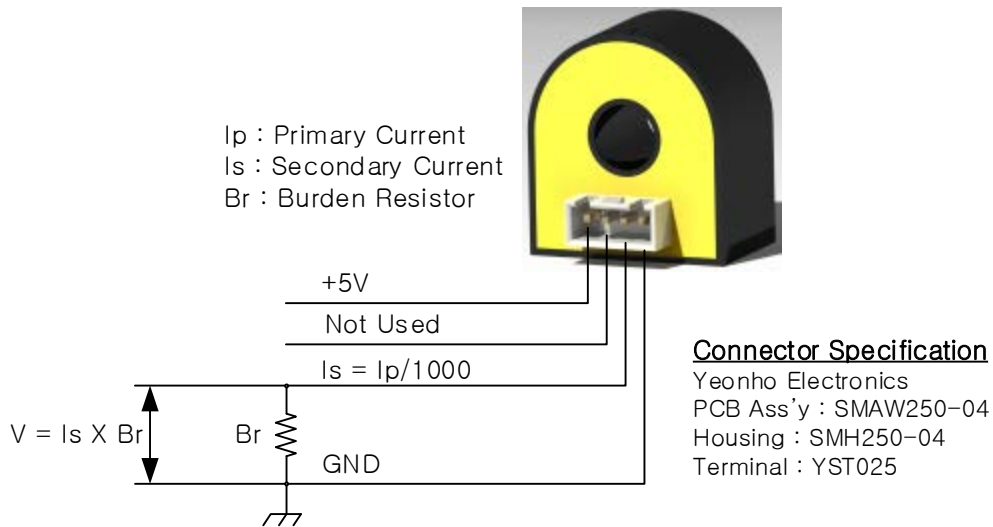 Ip : Primary Current
Is : Secondary Current
Br : Burden Resistor
+5V
Not Used
Is = Ip/1000
V = Is X Br
Br
GND
Connector Specification
Yeonho Electronics
PCB Ass'y : SMAW250-04
Housing : SMH250-04
Terminal : YST025